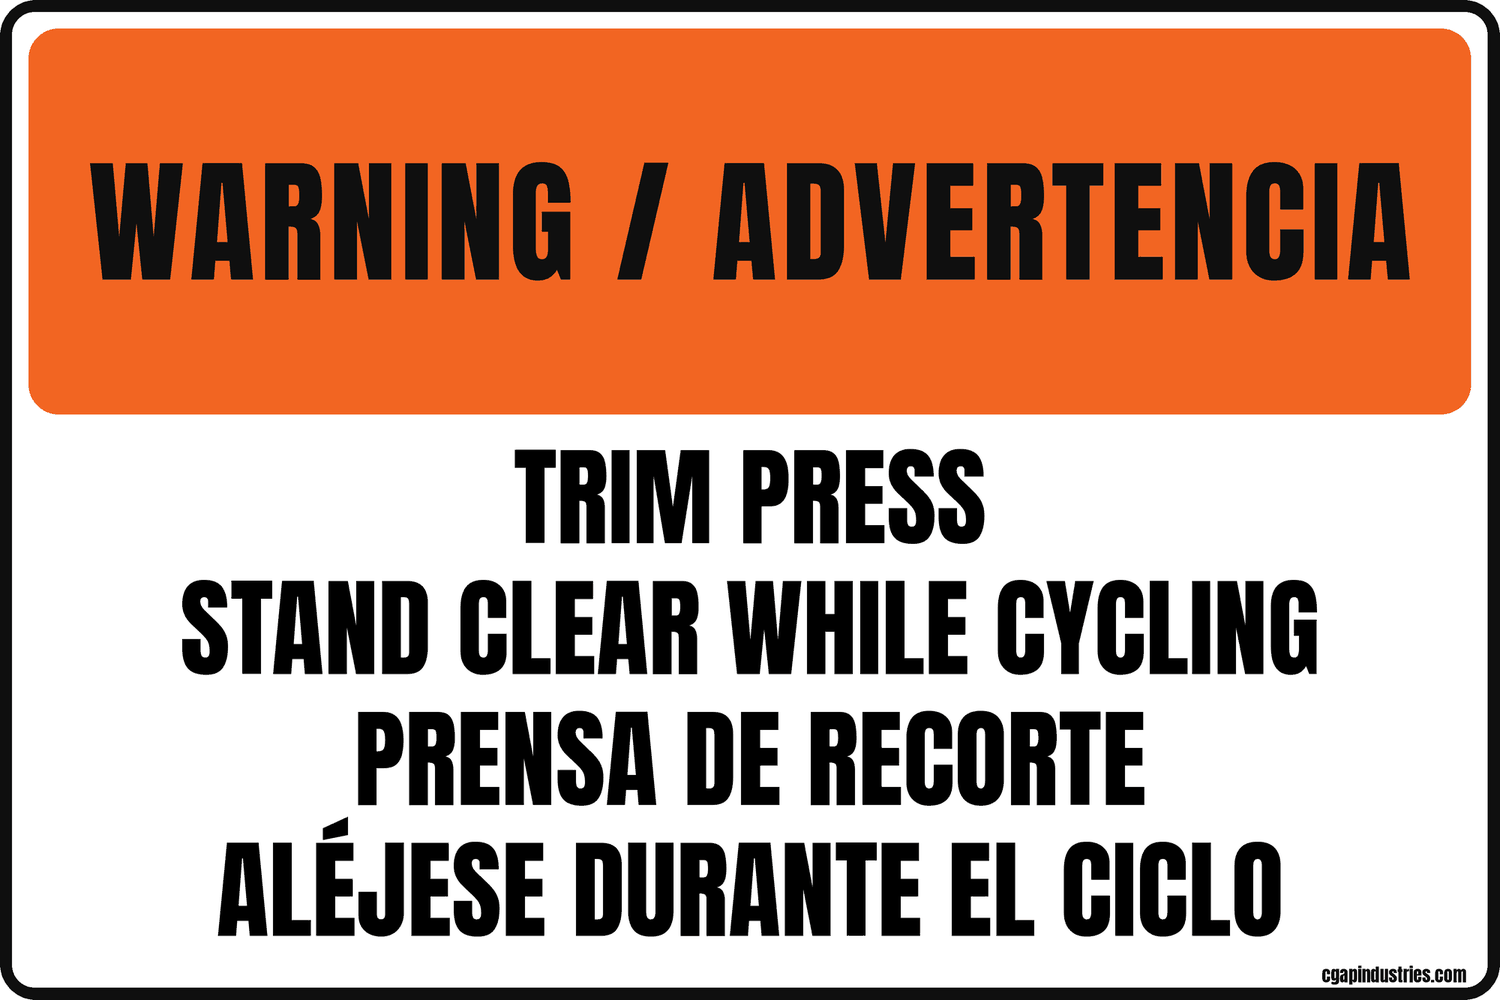 WARNING / ADVERTENCIA
TRIM PRESS
STAND CLEAR WHILE CYCLING
PRENSA DE RECORTE
ALÉJESE DURANTE EL CICLO
cgapindustries.com